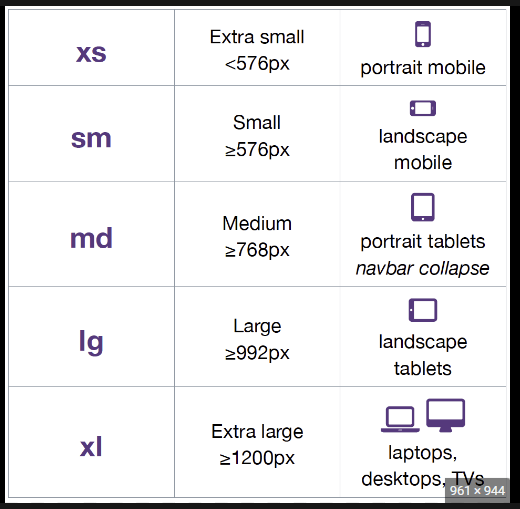 xs
Extra small
<576px
portrait mobile
sm
Small
≥576px
landscape
mobile
md
Medium
≥768px
portrait tablets
navbar collapse
lg
Large
≥992px
landscape
tablets
xl
Extra large
≥1200px
laptops,
desktops, TVs
961 × 944